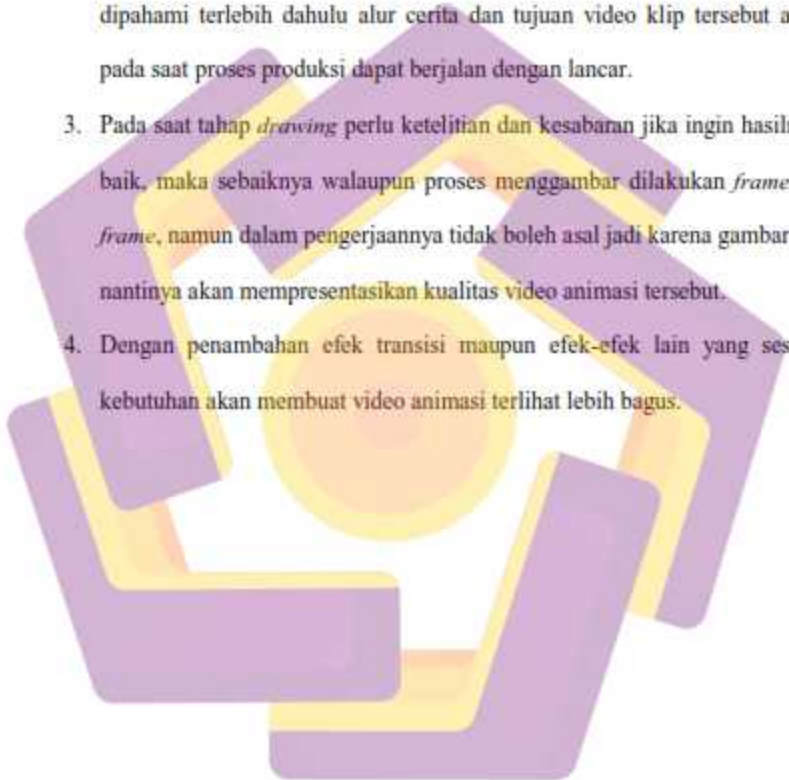 dipahami terlebih dahulu alur cerita dan tujuan video klip tersebut a
pada saat proses produksi dapat berjalan dengan lancar.
3. Pada saat tahap drawing perlu ketelitian dan kesabaran jika ingin hasiln
baik, maka sebaiknya walaupun proses menggambar dilakukan frame
frame, namun dalam pengerjaannya tidak boleh asal jadi karena gambar
nantinya akan mempresentasikan kualitas video animasi tersebut.
4. Dengan penambahan efek transisi maupun efek-efek lain yang ses
kebutuhan akan membuat video animasi terlihat lebih bagus.